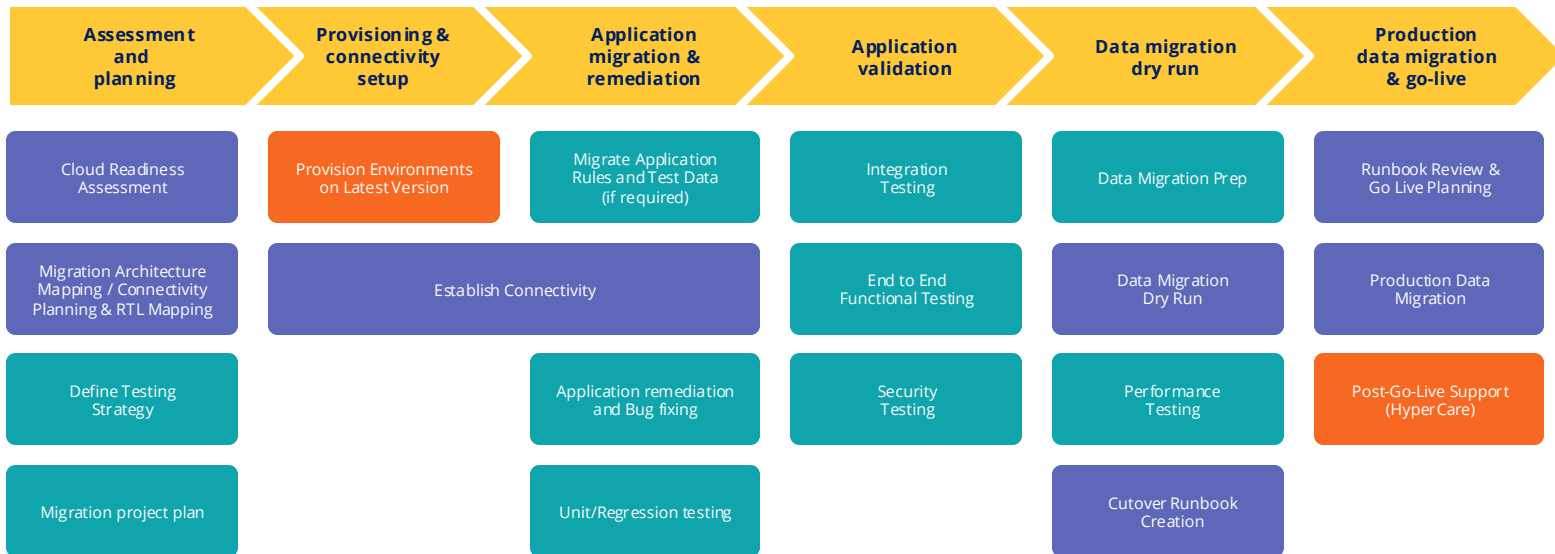 Assessment
and
planning
Provisioning &
connectivity
setup
Application
migration &
remediation
Application
validation
Data migration
dry run
Production
data migration
& go-live
Cloud Readiness
Assessment
Provision Environments
on Latest Version
Migrate Application
Rules and Test Data
(if required)
Integration
Testing
Data Migration Prep
Runbook Review &
Go Live Planning
Migration Architecture
Mapping / Connectivity
Planning & RTL Mapping
Establish Connectivity
End to End
Functional Testing
Data Migration
Dry Run
Production Data
Migration
Define Testing
Strategy
Application remediation
and Bug fixing
Security
Testing
Performance
Testing
Post-Go-Live Support
(HyperCare)
Migration project plan
Unit/Regression testing
Cutover Runbook
Creation